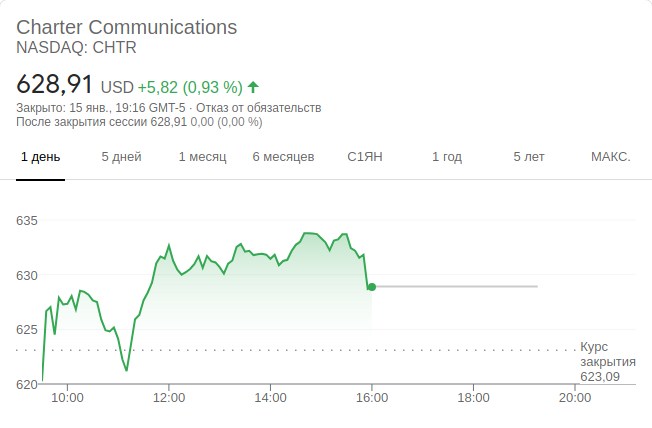 Charter Communications
NASDAQ: CHTR
628,91 USD +5,82 (0,93 %)
Закрыто: 15 янв., 19:16 GMT-5 · Отказ от обязательств
После закрытия сессии 628,91 0,00 (0,00 %)
1 день 5 дней 1 месяц 6 месяцев С1ЯН 1 год 5 лет МАКС.
635
630
625
Курс
закрытия
623,09
620
10:00 12:00 14:00 16:00 18:00 20:00